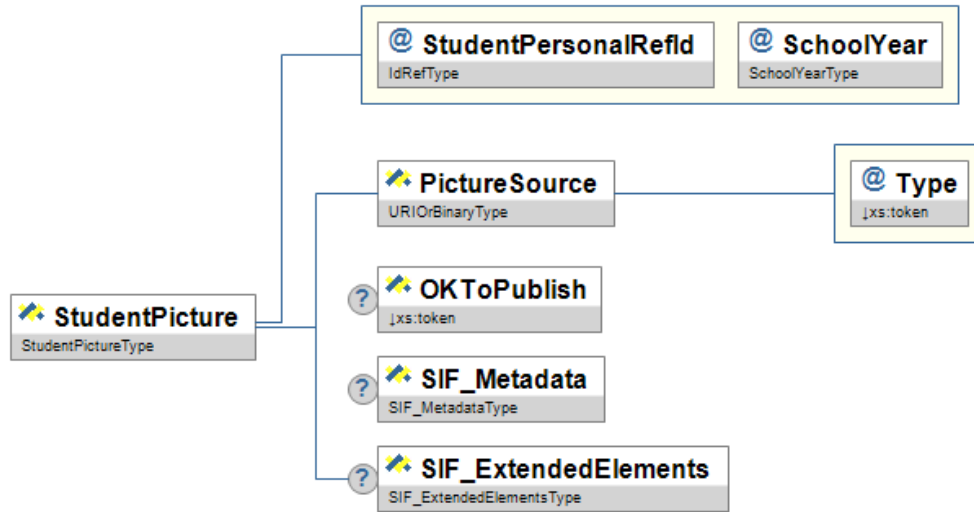 @ StudentPersonalRefId
IdRefType
@ SchoolYear
SchoolYearType
PictureSource
URIOrBinaryType
@ Type
↓xs:token
? OKToPublish
↓xs:token
StudentPicture
StudentPictureType
? SIF_Metadata
SIF_MetadataType
? SIF_ExtendedElements
SIF_ExtendedElementsType